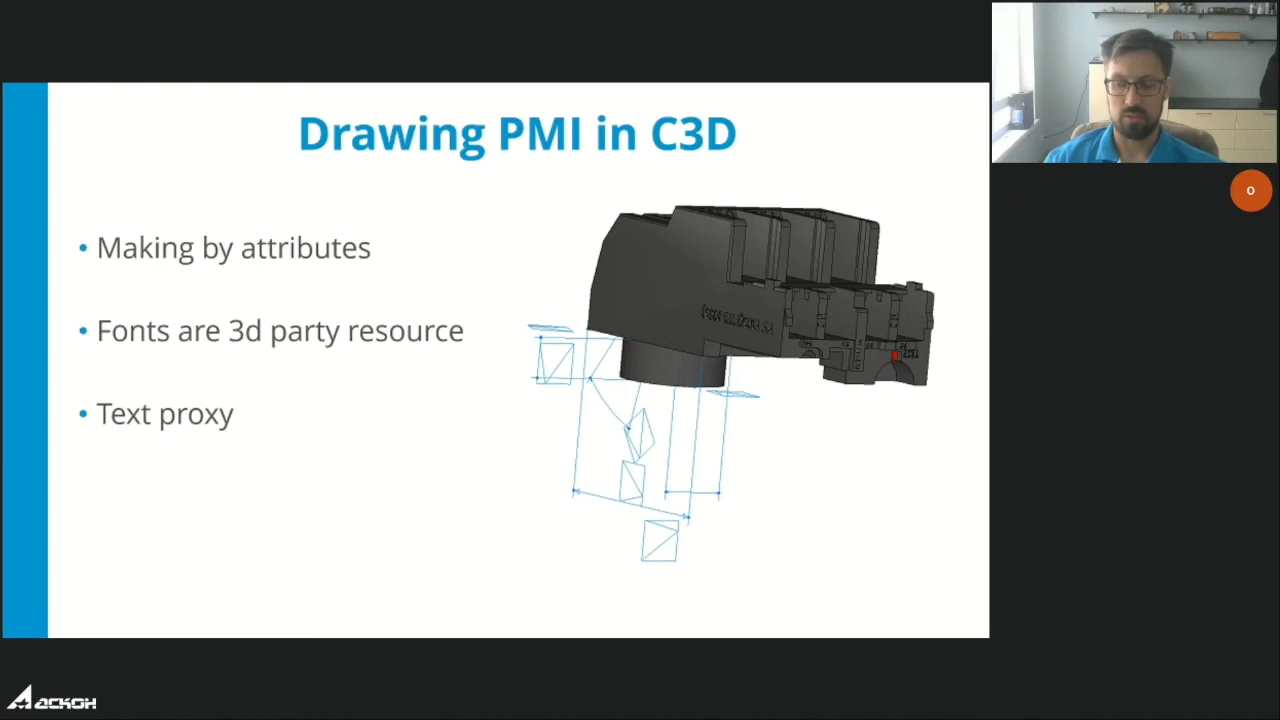 Drawing PMI in C3D
• Making by attributes
• Fonts are 3d party resource
• Text proxy
O
АСКОН